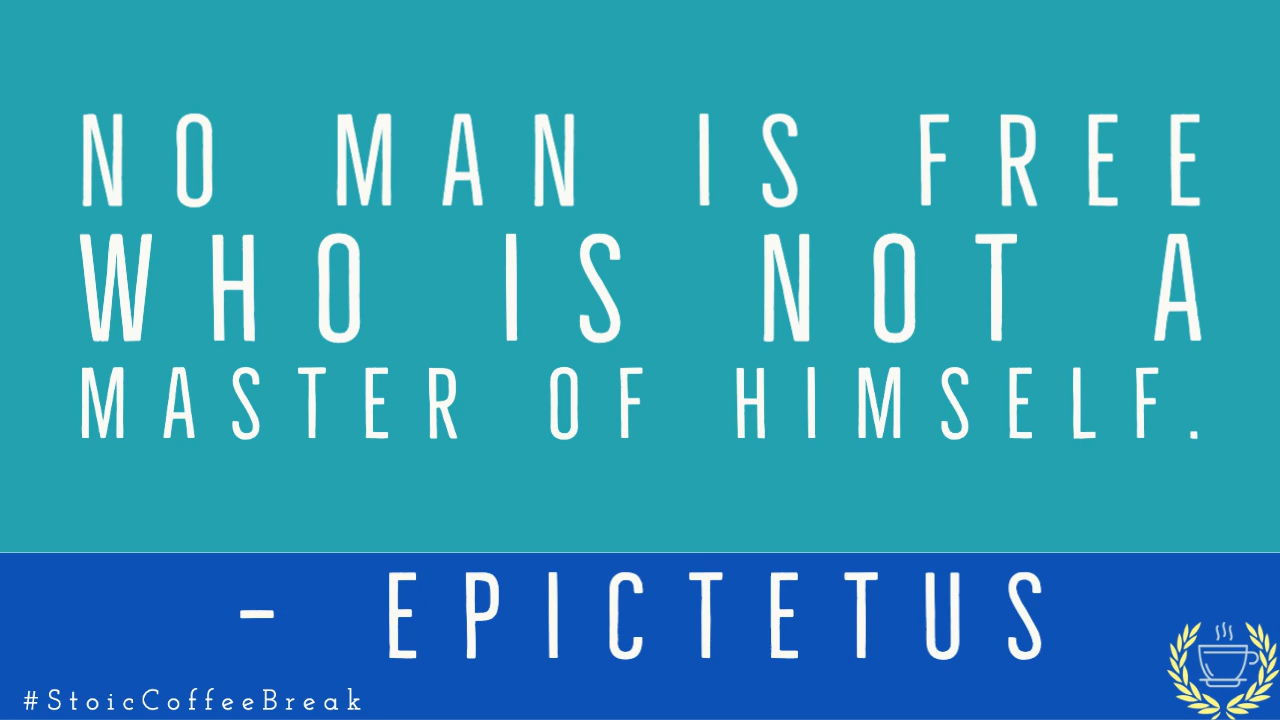 NO MAN IS FREE
WHO IS NOT A
MASTER OF HIMSELF.
- EPICTETUS
#StoicCoffeeBreak